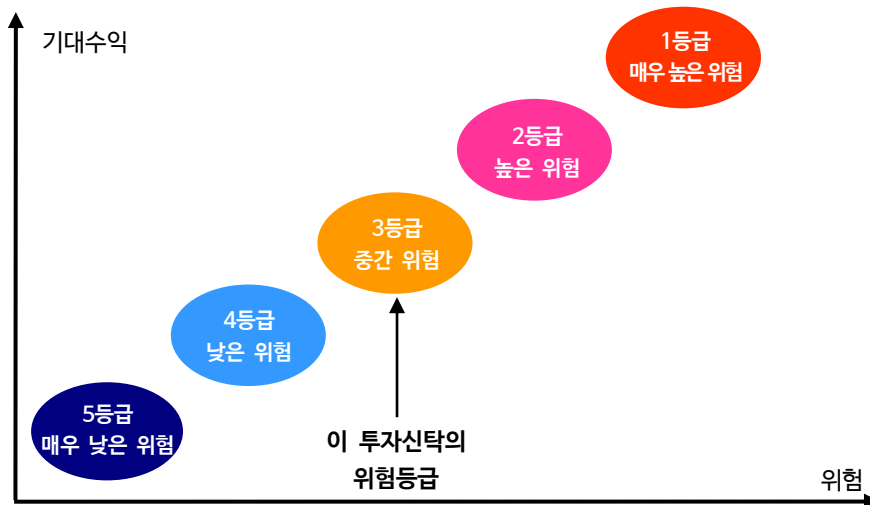 기대수익
1등급
매우 높은 위험
2등급
높은 위험
3등급
중간 위험
4등급
낮은 위험
5등급
매우 낮은 위험
이 투자신탁의
위험등급
위험